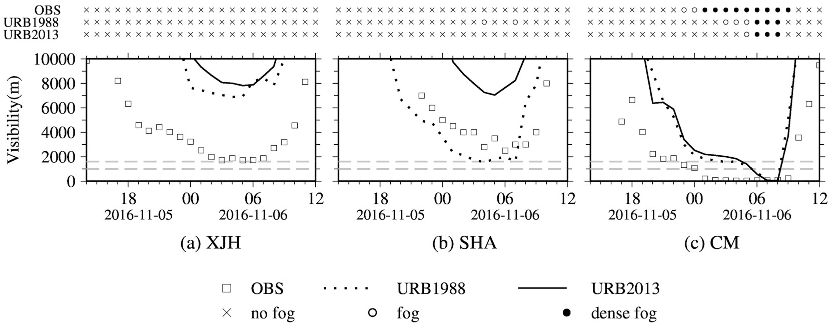 OBS
URB1988
URB2013
Visibility(m)
10000
8000
6000
4000
2000
0
18 00 06 12
18 00 06 12
18 00 06 12
2016-11-05 2016-11-06
2016-11-05 2016-11-06
2016-11-05 2016-11-06
(a) XJH
(b) SHA
(c) CM
OBS URB1988 URB2013
no fog fog dense fog